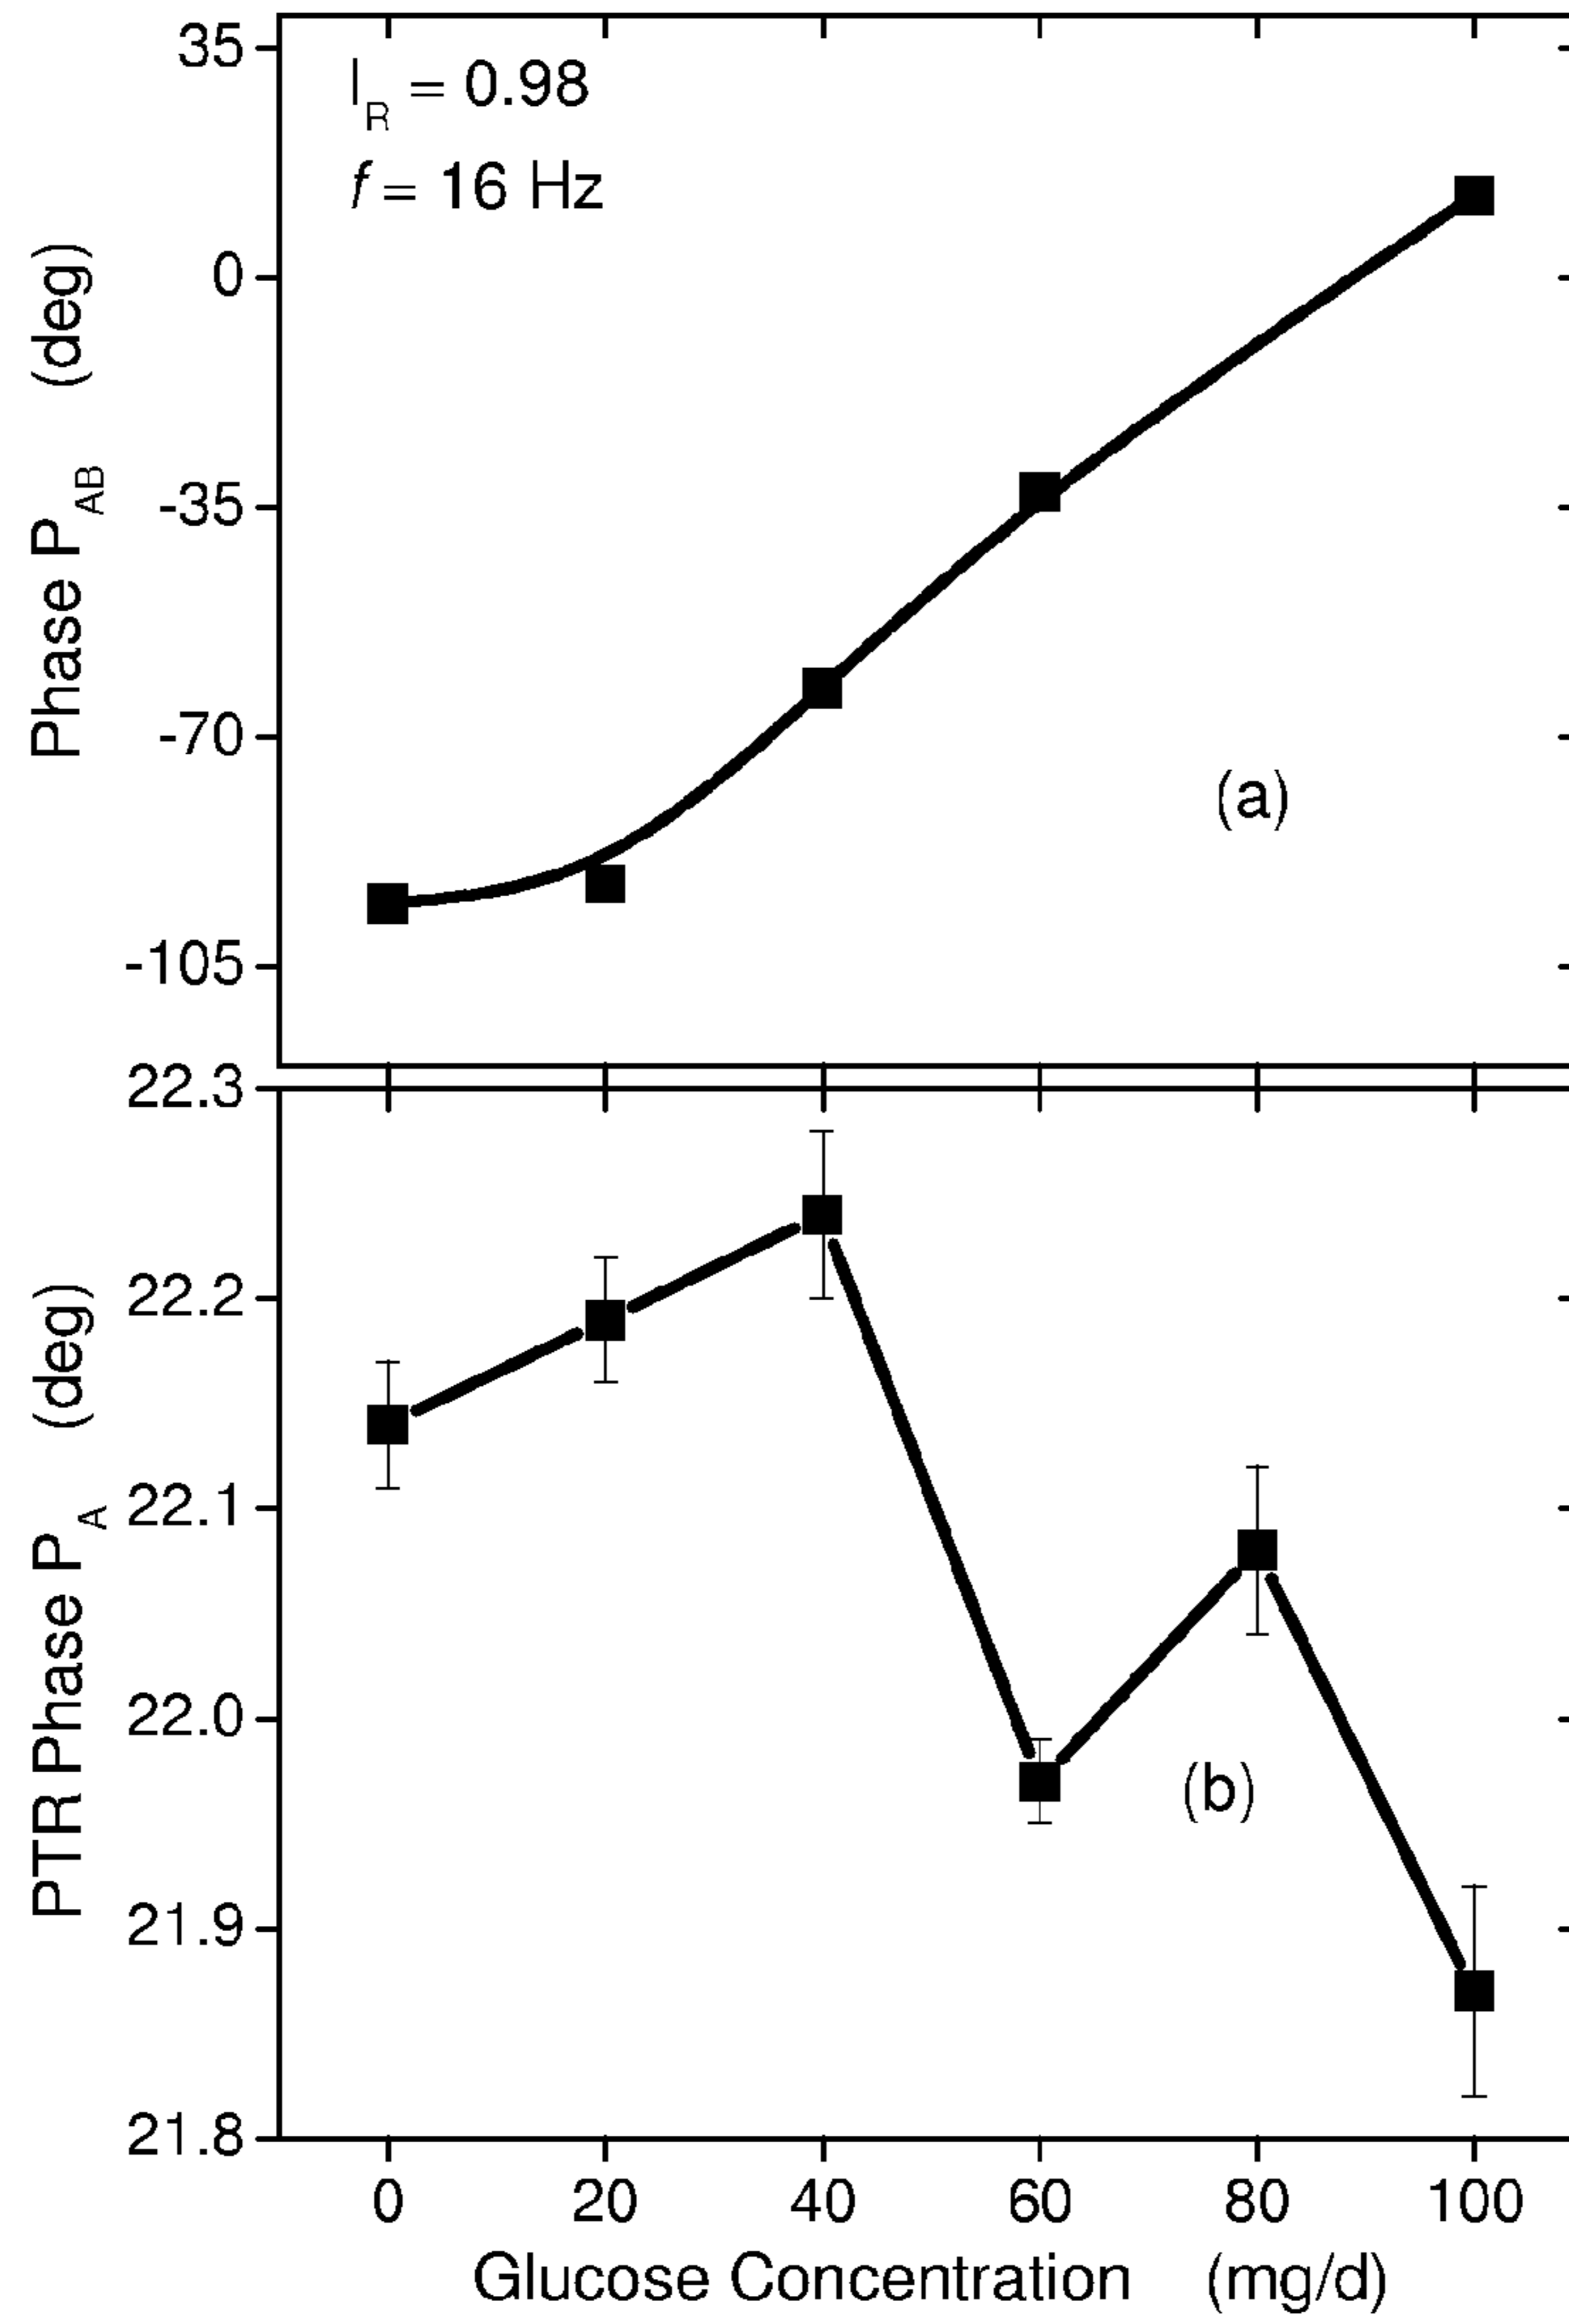 35
0
-35
-70
-105
Phase P_AB (deg)
I_R = 0.98
f = 16 Hz
(a)
22.3
22.2
22.1
22.0
21.9
21.8
PTR Phase P_A (deg)
(b)
0 20 40 60 80 100
Glucose Concentration (mg/d)